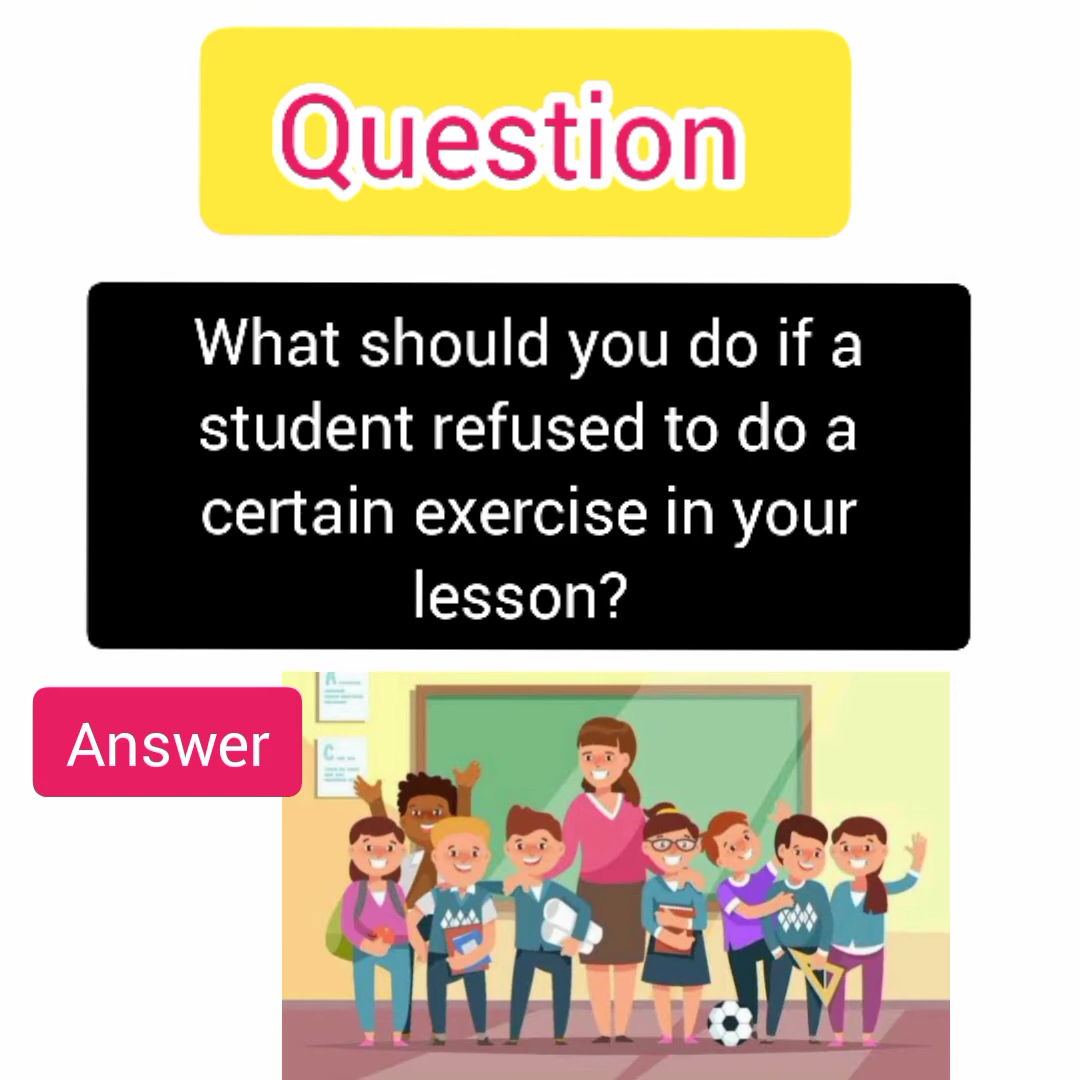 Question
What should you do if a
student refused to do a
certain exercise in your
lesson?
Answer
A
C